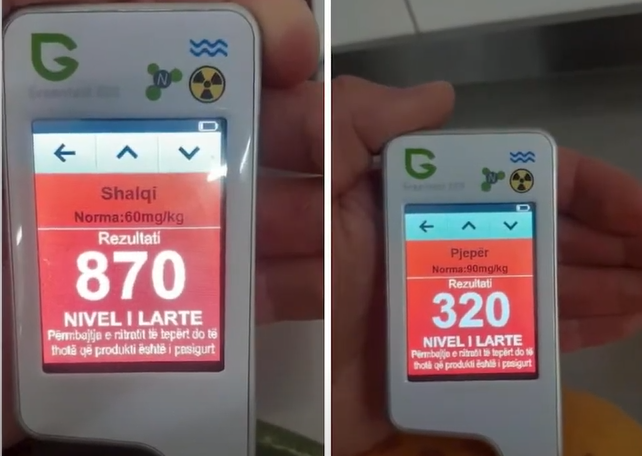 Shalqi
Norma:60mg/kg
Rezultati
870
NIVEL I LARTE
Përmbajtja e nitratit të tepërt do të
thotë që produkti është i pasigurt
Pjepër
Norma:90mg/kg
Rezultati
320
NIVEL I LARTE
Përmbajtja e nitratit të tepërt do të
thotë që produkti është i pasigurt